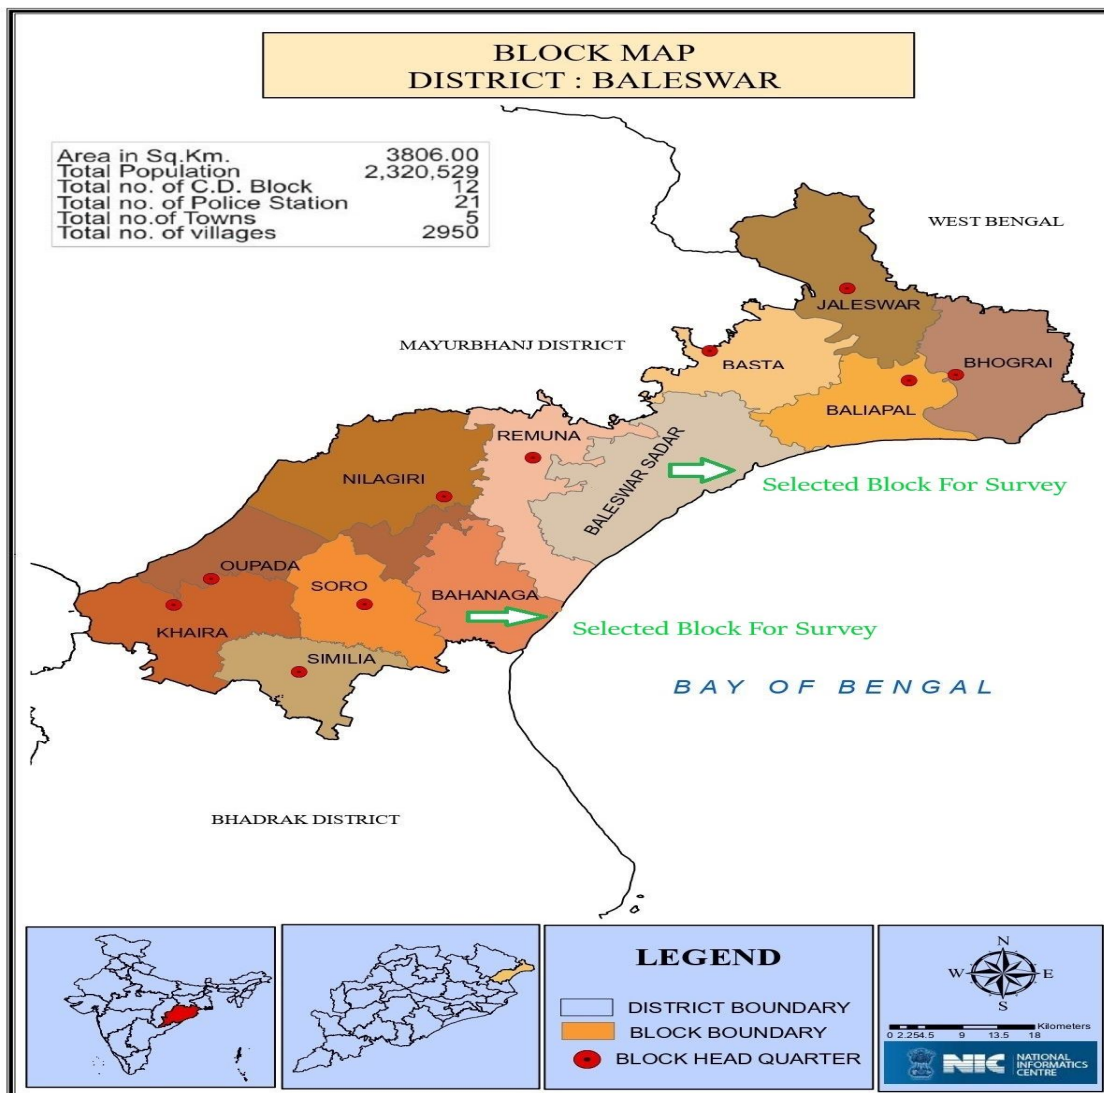 BLOCK MAP
DISTRICT : BALESWAR
Area in Sq.Km. 3806.00
Total Population 2,320,529
Total no. of C.D. Block 12
Total no. of Police Station 21
Total no.of Towns 5
Total no. of villages 2950
WEST BENGAL
JALESWAR
MAYURBHANJ DISTRICT
BASTA
BHOGRAI
BALIAPAL
REMUNA
BALESWAR SADAR
NILAGIRI
Selected Block For Survey
OUPADA
SORO
BAHANAGA
KHAIRA
Selected Block For Survey
SIMILIA
BAY OF BENGAL
BHADRAK DISTRICT
LEGEND
DISTRICT BOUNDARY
BLOCK BOUNDARY
BLOCK HEAD QUARTER
N
W E
S
Kilometers
0 2.254.5 9 13.5 18
NIC NATIONAL
INFORMATICS
CENTRE